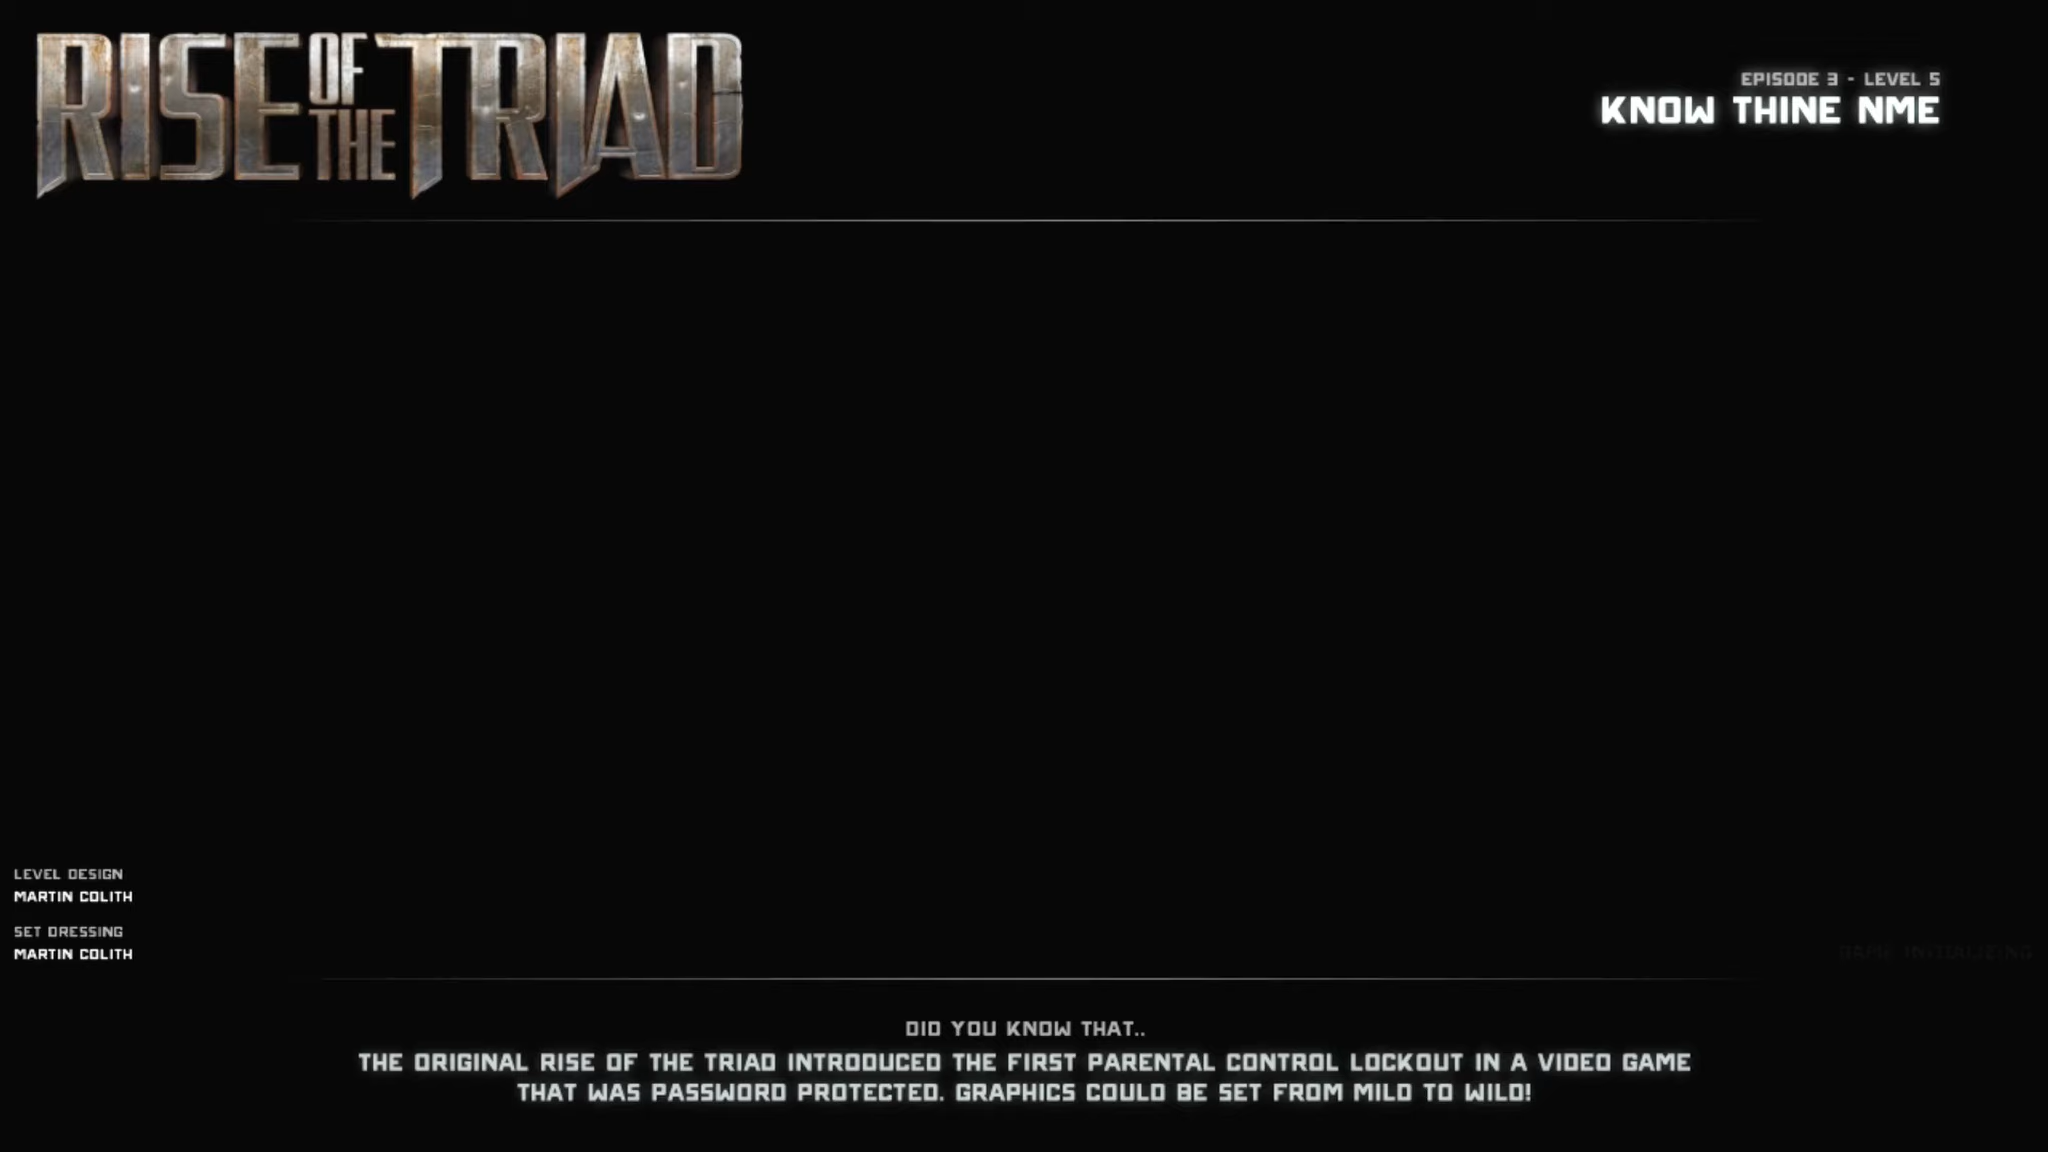 RISE OF THE TRIAD
EPISODE 3 - LEVEL 5
KNOW THINE NME
LEVEL DESIGN
MARTIN COLITH
SET DRESSING
MARTIN COLITH
GAME INITIALIZING
DID YOU KNOW THAT..
THE ORIGINAL RISE OF THE TRIAD INTRODUCED THE FIRST PARENTAL CONTROL LOCKOUT IN A VIDEO GAME
THAT WAS PASSWORD PROTECTED. GRAPHICS COULD BE SET FROM MILD TO WILD!